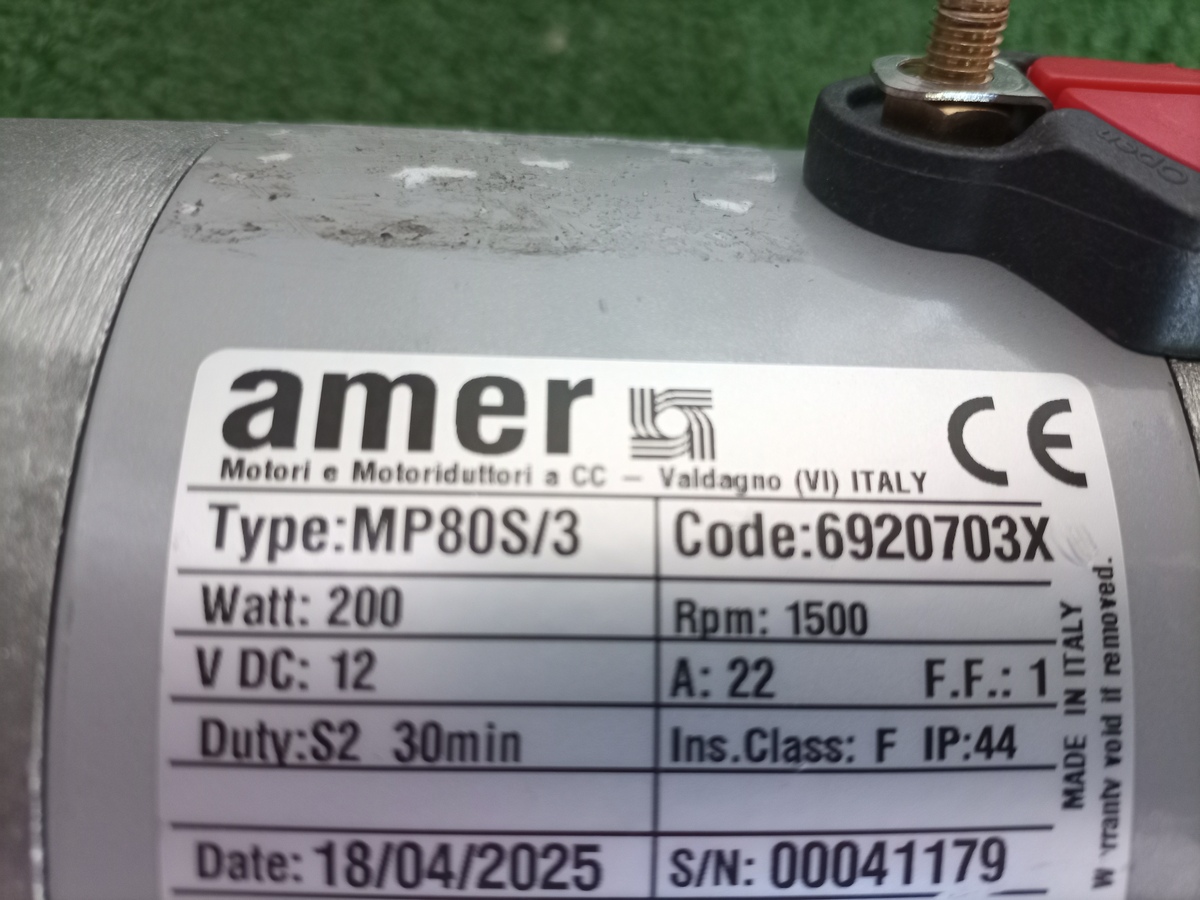 Open
amer
CE
Motori e Motoriduttori a CC – Valdagno (VI) ITALY
Type:MP80S/3 Code:6920703X
Watt: 200 Rpm: 1500
V DC: 12 A: 22 F.F.: 1
Duty:S2 30min Ins.Class: F IP:44
Date: 18/04/2025 S/N: 00041179
MADE IN ITALY
W rranty void if removed.